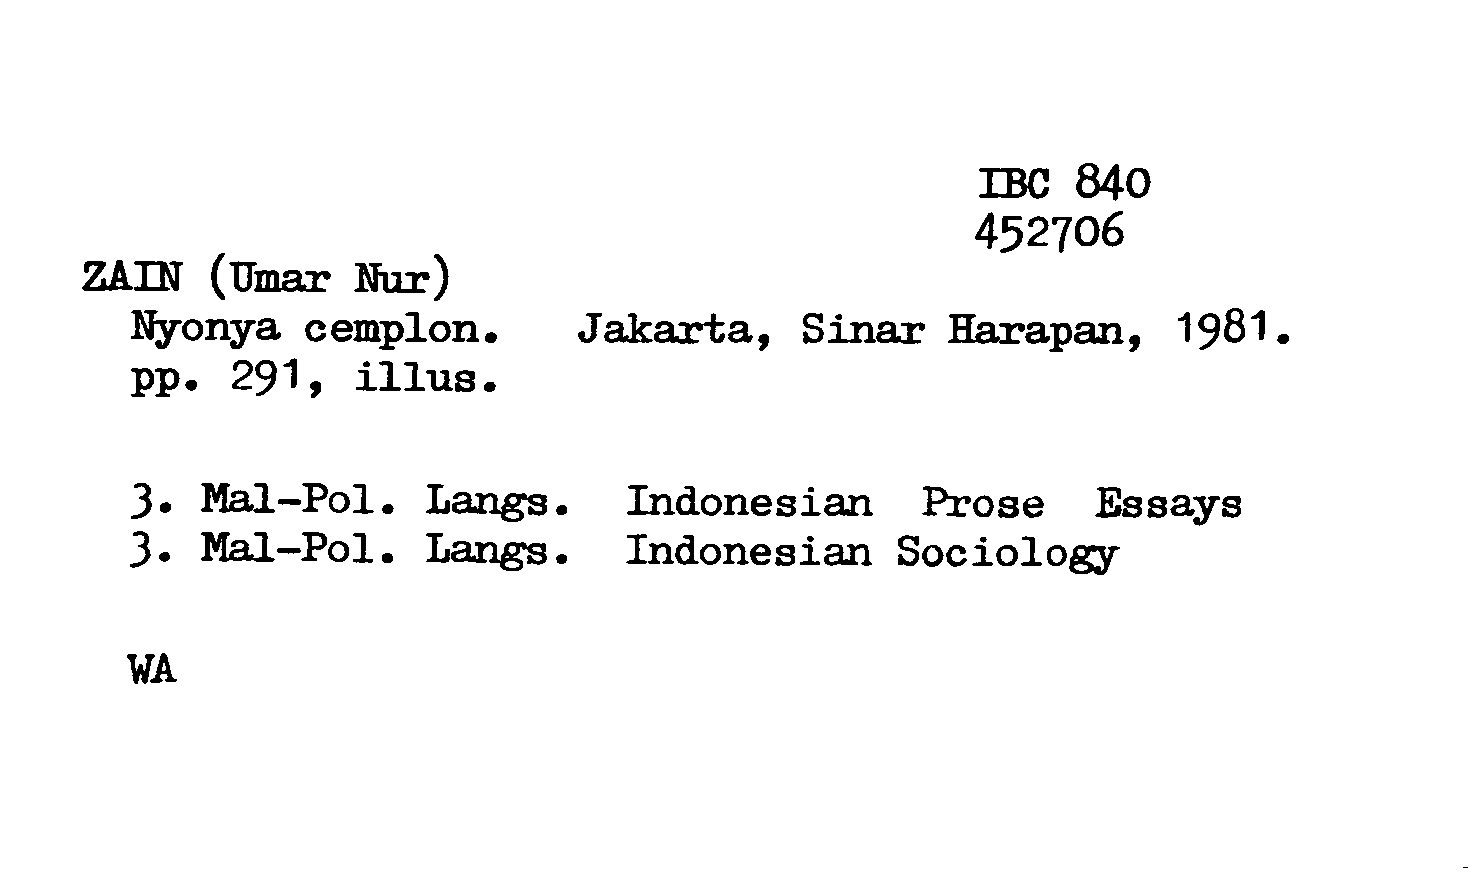 IBC 840
452706
ZAIN (Umar Nur)
Nyonya cemplon. Jakarta, Sinar Harapan, 1981.
pp. 291, illus.
3. Mal-Pol. Langs. Indonesian Prose Essays
3. Mal-Pol. Langs. Indonesian Sociology
WA